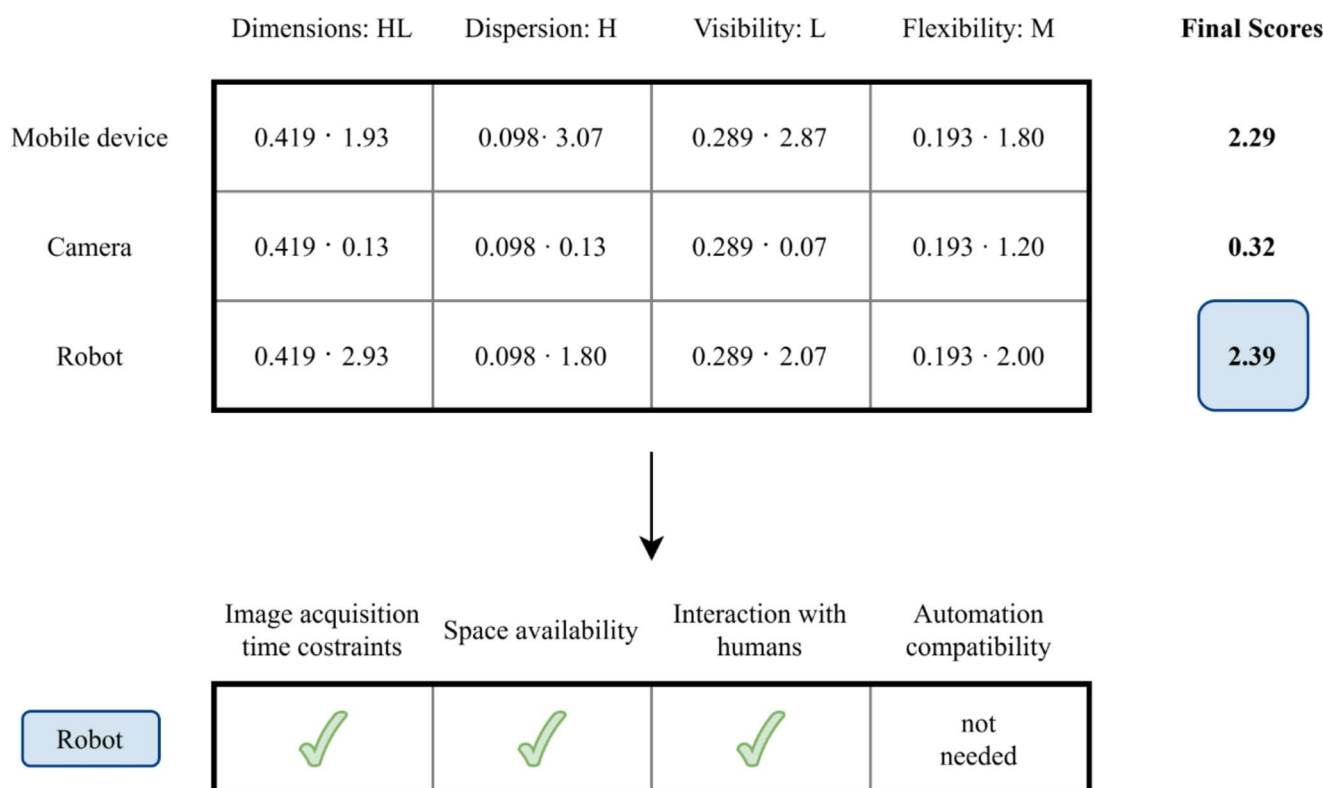 Dimensions: HL Dispersion: H Visibility: L Flexibility: M Final Scores
Mobile device 0.419 · 1.93 0.098· 3.07 0.289 · 2.87 0.193 · 1.80 2.29
Camera 0.419 · 0.13 0.098 · 0.13 0.289 · 0.07 0.193 · 1.20 0.32
Robot 0.419 · 2.93 0.098 · 1.80 0.289 · 2.07 0.193 · 2.00 2.39
Image acquisition
time costraints
Space availability
Interaction with
humans
Automation
compatibility
Robot
not
needed